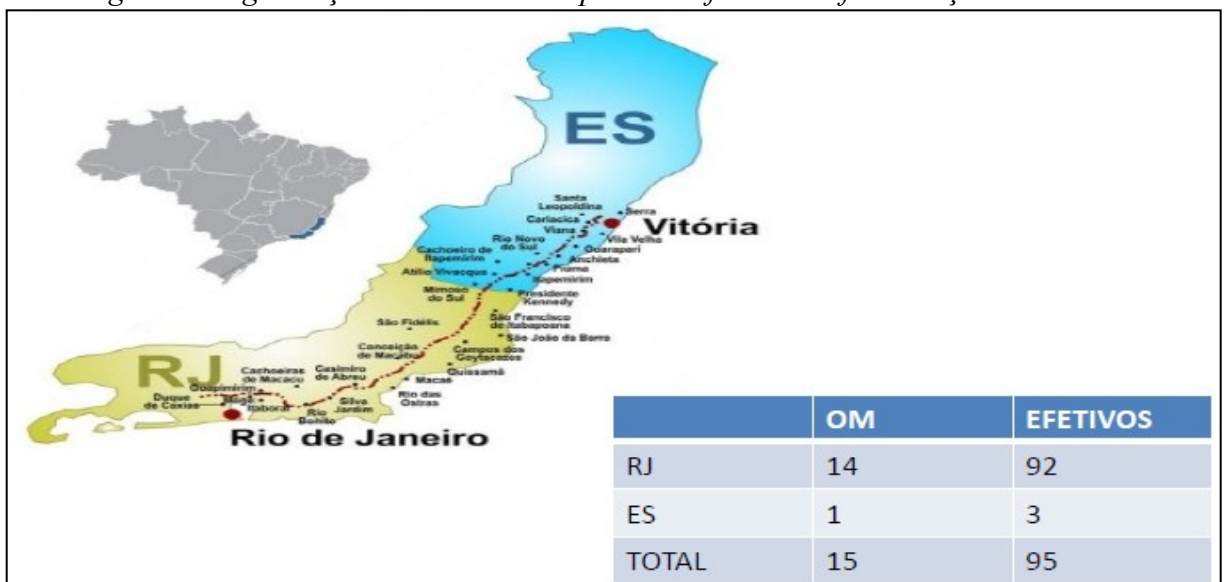 ES
Santa
Leopoldina
Serra
Cariacica
Viana
Vitória
Vila Velha
Rio Novo
do Sul
Guarapari
Cachoeiro de
Itapemirim
Anchieta
Piúma
Atilio Vivacqua
Itapemirim
Mimoso
do Sul
Presidente
Kennedy
São Francisco
de Itabapoana
São Fidélis
São João da Barra
Conceição
de Macabu
Campos dos
Goytacazes
Quissamã
RJ
Cachoeiras
de Macacu
Casimiro
de Abreu
Macaé
Guapimirim
Rio das
Ostras
Duque
de Caxias
Magé
Itaboraí
Rio
Bonito
Silva
Jardim
Rio de Janeiro
OM EFETIVOS
RJ 14 92
ES 1 3
TOTAL 15 95